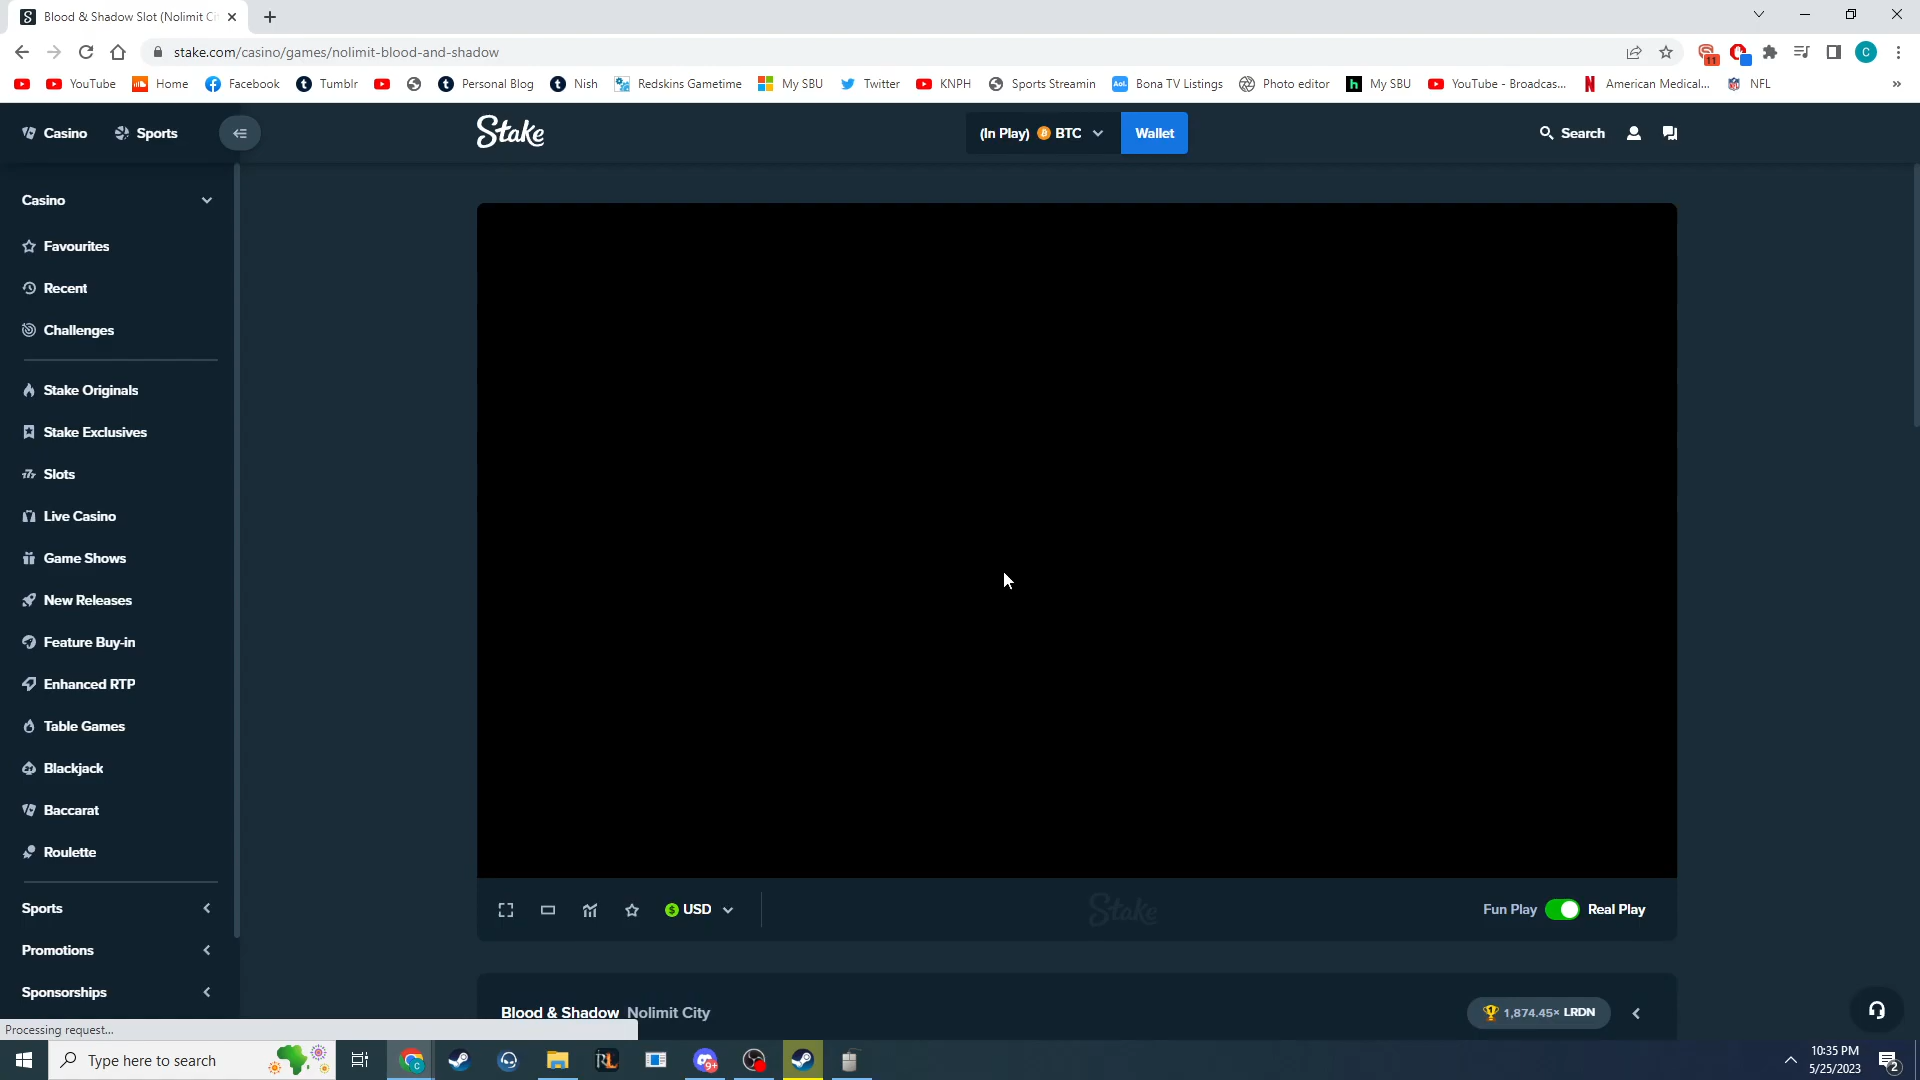 Blood & Shadow Slot (Nolimit Ci
stake.com/casino/games/nolimit-blood-and-shadow
11
C
YouTube
Home
Facebook
Tumblr
Personal Blog
Nish
Redskins Gametime
My SBU
Twitter
KNPH
Sports Streamin
Aol.
Bona TV Listings
Photo editor
h
My SBU
YouTube - Broadcas...
American Medical...
NFL
»
Casino
Sports
Stake
(In Play)
BTC
Wallet
Search
Casino
Favourites
Recent
Challenges
Stake Originals
Stake Exclusives
Slots
Live Casino
Game Shows
New Releases
Feature Buy-in
Enhanced RTP
Table Games
Blackjack
Baccarat
Roulette
Sports
Promotions
Sponsorships
USD
Stake
Fun Play
Real Play
Blood & Shadow Nolimit City
1,874.45× LRDN
Processing request...
Type here to search
RL
9+
10:35 PM
5/25/2023
2